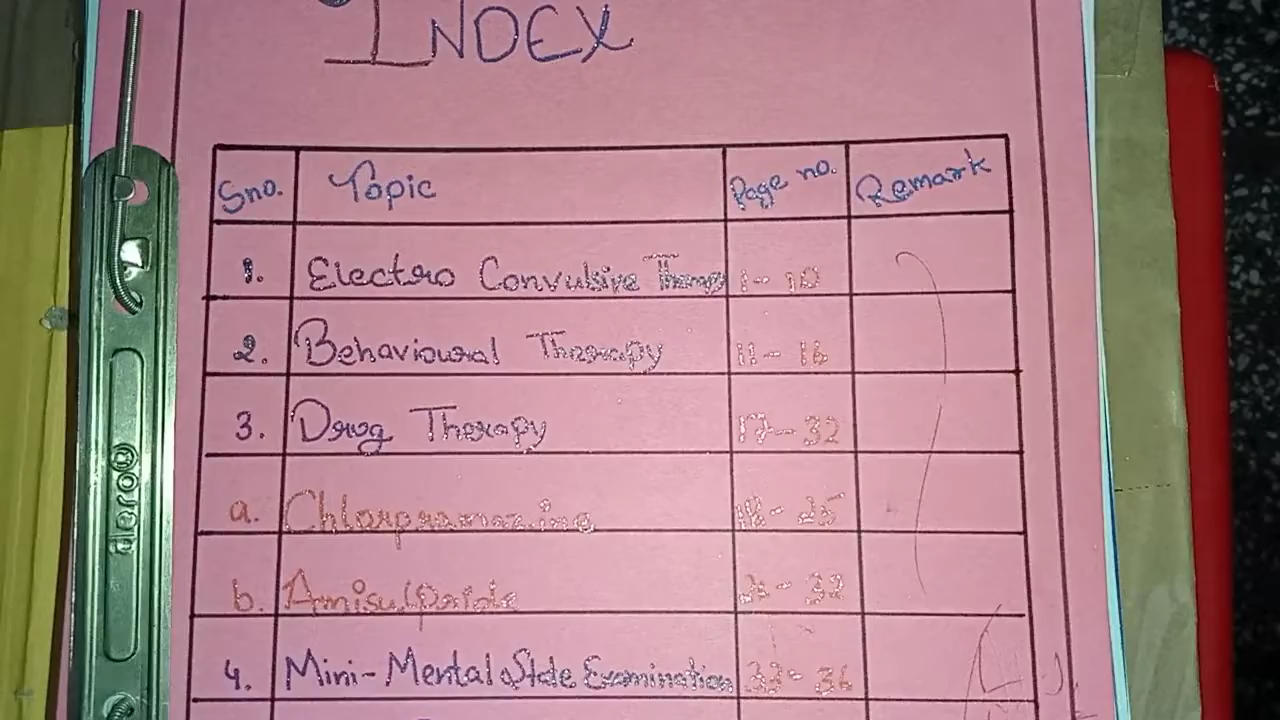 INDEX
Sno. Topic Page no. Remark
1. Electro Convulsive Therapy 1-10
2. Behavioural Therapy 11-16
3. Drug Therapy 17-32
a. Chlorpromazine 18-25
b. Amisulpride -32
4. Mini-Mental State Examination 33-36
aero